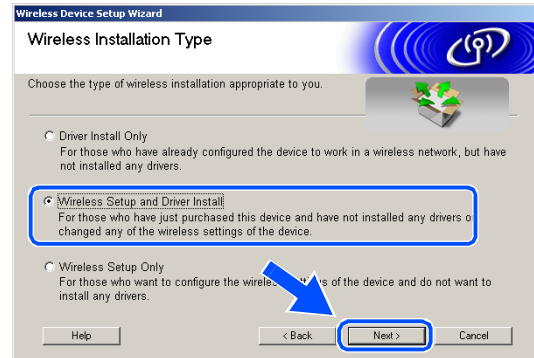 Wireless Device Setup Wizard
Wireless Installation Type
Choose the type of wireless installation appropriate to you.
Driver Install Only
For those who have already configured the device to work in a wireless network, but have
not installed any drivers.
Wireless Setup and Driver Install
For those who have just purchased this device and have not installed any drivers
changed any of the wireless settings of the device.
Wireless Setup Only
For those who want to configure the of the device and do not want to
install any drivers.
Help
< Back
Next >
Cancel